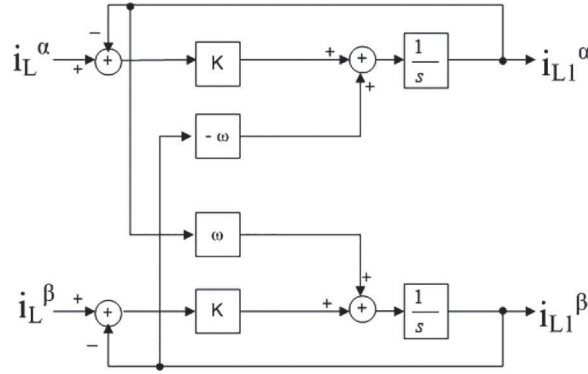 −
i_L^α + + K + + 1/s i_L1^α
+
- ω
ω
+
i_L^β + + K + + 1/s i_L1^β
−